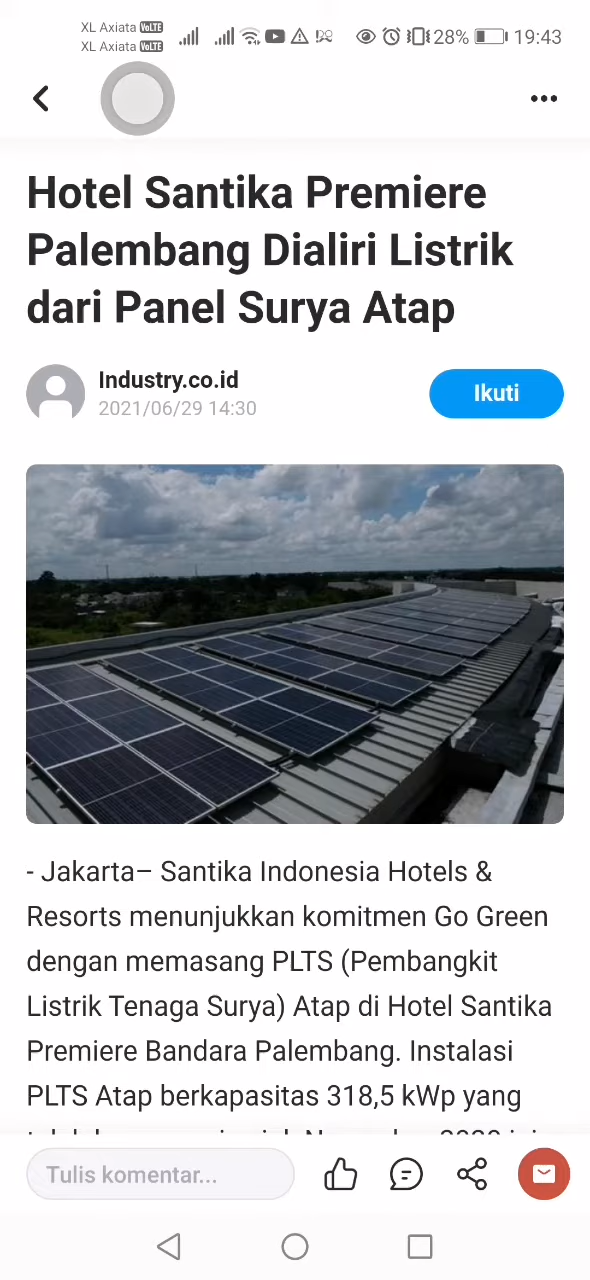 XL Axiata VoLTE
XL Axiata VoLTE
28%
19:43
Hotel Santika Premiere
Palembang Dialiri Listrik
dari Panel Surya Atap
Industry.co.id
2021/06/29 14:30
Ikuti
- Jakarta– Santika Indonesia Hotels &
Resorts menunjukkan komitmen Go Green
dengan memasang PLTS (Pembangkit
Listrik Tenaga Surya) Atap di Hotel Santika
Premiere Bandara Palembang. Instalasi
PLTS Atap berkapasitas 318,5 kWp yang
Tulis komentar...